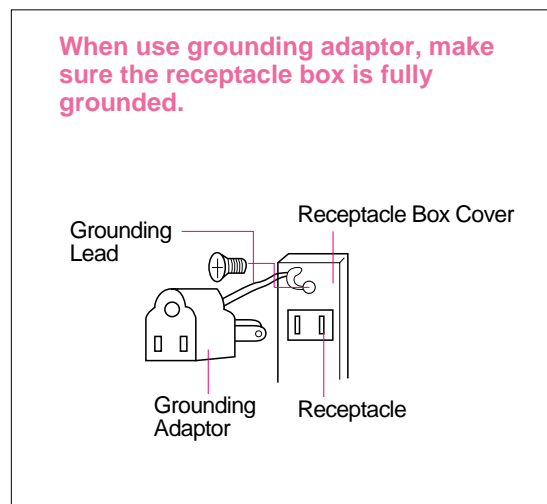 When use grounding adaptor, make
sure the receptacle box is fully
grounded.
Receptacle Box Cover
Grounding
Lead
Grounding
Adaptor
Receptacle